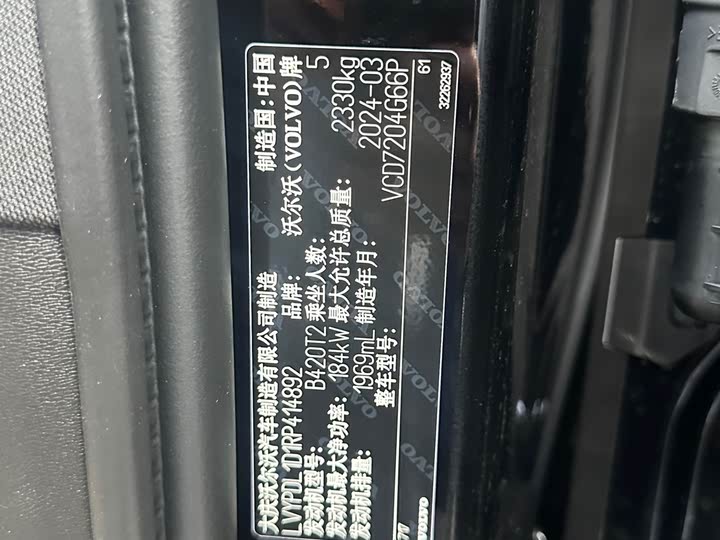 大庆沃尔沃汽车制造有限公司制造 制造国:中国
LVYPDL1D1RP414892 品牌: 沃尔沃(VOLVO)牌
发动机型号: B420T2 乘坐人数: 5
发动机最大净功率: 184kW 最大允许总质量: 2330kg
发动机排量: 1969mL 制造年月: 2024-03
整车型号: VCD7204G66P
61
VOLVO
32262937